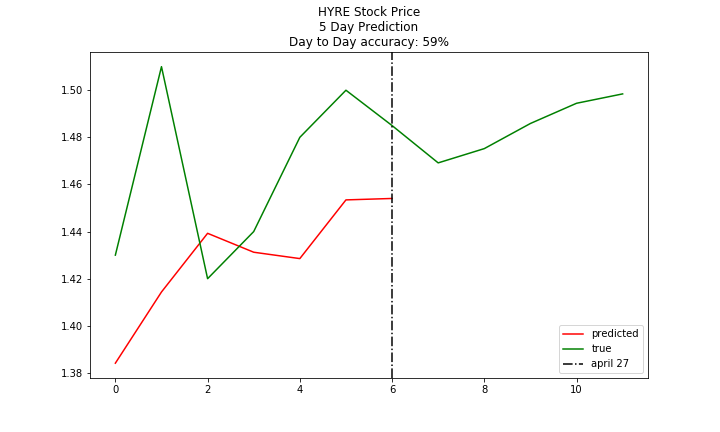 HYRE Stock Price
5 Day Prediction
Day to Day accuracy: 59%
1.50
1.48
1.46
1.44
1.42
1.40
1.38
0 2 4 6 8 10
predicted
true
april 27